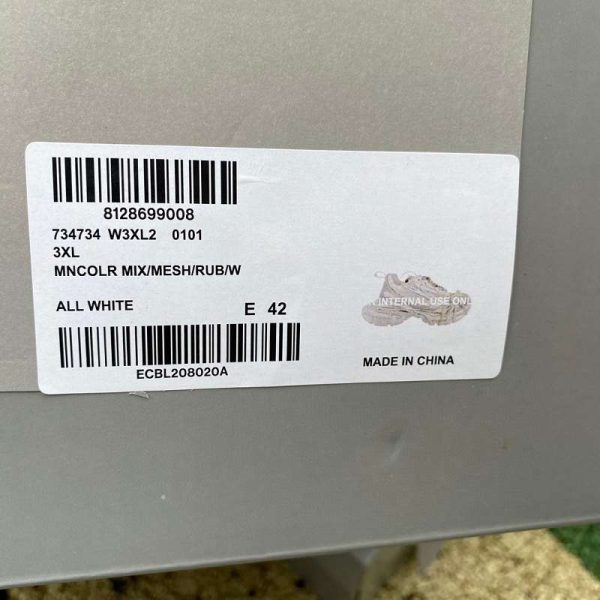 8128699008
734734 W3XL2 0101
3XL
MNCOLR MIX/MESH/RUB/W
ALL WHITE
E 42
INTERNAL USE ONL
ECBL208020A
MADE IN CHINA